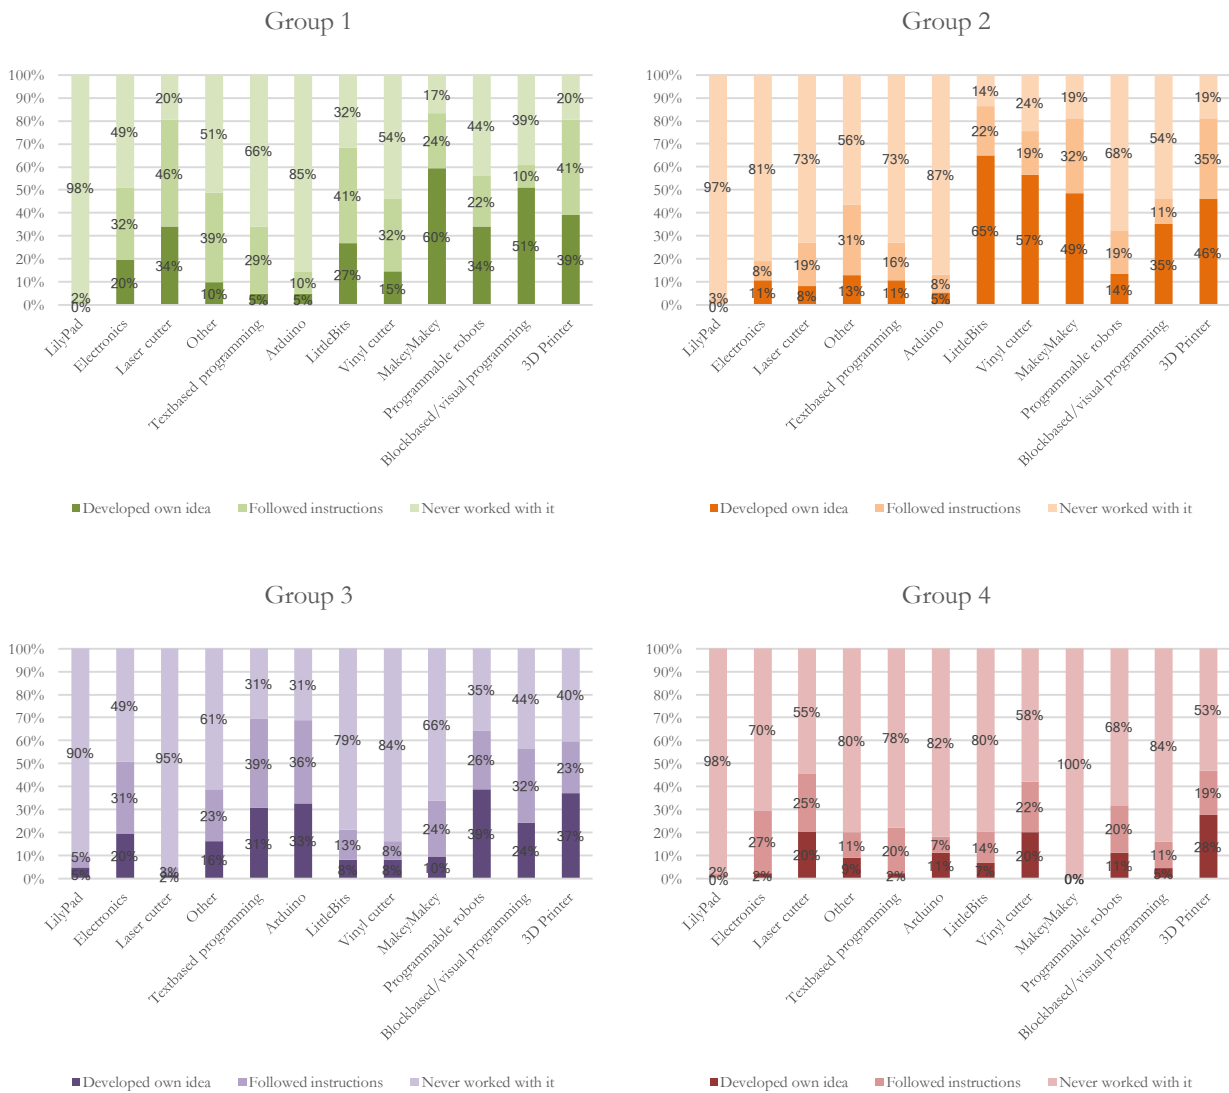 Group 1
100%
90%
80%
70%
60%
50%
40%
30%
20%
10%
0%
98% 49% 20% 51% 66% 85% 32% 54% 17% 44% 39% 20%
2% 32% 46% 39% 29% 10% 41% 32% 24% 22% 10% 41%
0% 20% 34% 10% 5% 5% 27% 15% 60% 34% 51% 39%
LilyPad
Electronics
Laser cutter
Other
Textbased programming
Arduino
LittleBits
Vinyl cutter
MakeyMakey
Programmable robots
Blockbased/visual programming
3D Printer
Developed own idea Followed instructions Never worked with it
Group 2
100%
90%
80%
70%
60%
50%
40%
30%
20%
10%
0%
97% 81% 73% 56% 73% 87% 14% 24% 19% 68% 54% 19%
3% 8% 19% 31% 16% 8% 22% 19% 32% 19% 11% 35%
0% 11% 8% 13% 11% 5% 65% 57% 49% 14% 35% 46%
LilyPad
Electronics
Laser cutter
Other
Textbased programming
Arduino
LittleBits
Vinyl cutter
MakeyMakey
Programmable robots
Blockbased/visual programming
3D Printer
Developed own idea Followed instructions Never worked with it
Group 3
100%
90%
80%
70%
60%
50%
40%
30%
20%
10%
0%
90% 49% 95% 61% 31% 31% 79% 84% 66% 35% 44% 40%
5% 31% 3% 23% 39% 36% 13% 8% 24% 26% 32% 23%
5% 20% 2% 16% 31% 33% 8% 8% 10% 39% 24% 37%
LilyPad
Electronics
Laser cutter
Other
Textbased programming
Arduino
LittleBits
Vinyl cutter
MakeyMakey
Programmable robots
Blockbased/visual programming
3D Printer
Developed own idea Followed instructions Never worked with it
Group 4
100%
90%
80%
70%
60%
50%
40%
30%
20%
10%
0%
98% 70% 55% 80% 78% 82% 80% 58% 100% 68% 84% 53%
2% 27% 25% 11% 20% 7% 14% 22% 0% 20% 11% 19%
0% 2% 20% 9% 2% 11% 7% 20% 0% 11% 5% 28%
LilyPad
Electronics
Laser cutter
Other
Textbased programming
Arduino
LittleBits
Vinyl cutter
MakeyMakey
Programmable robots
Blockbased/visual programming
3D Printer
Developed own idea Followed instructions Never worked with it